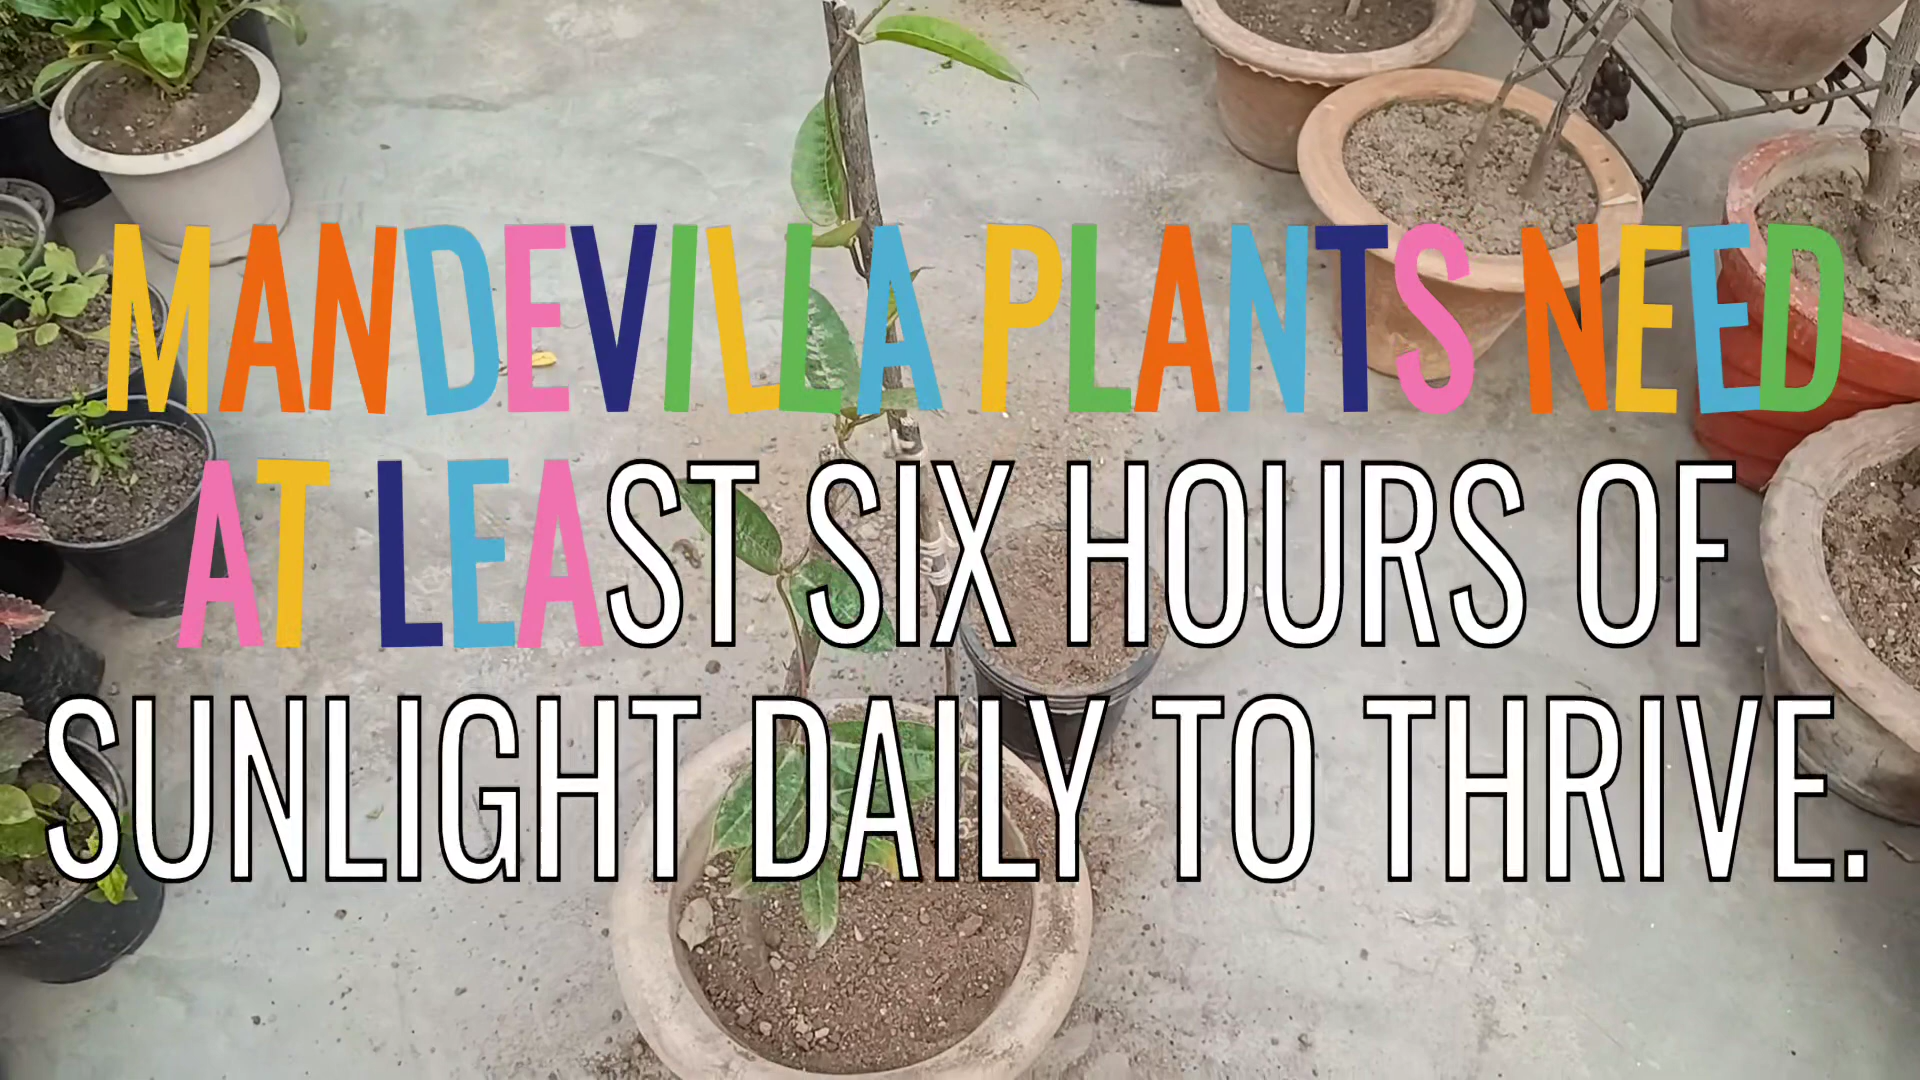 MANDEVILLA PLANTS NEED
AT LEAST SIX HOURS OF
SUNLIGHT DAILY TO THRIVE.